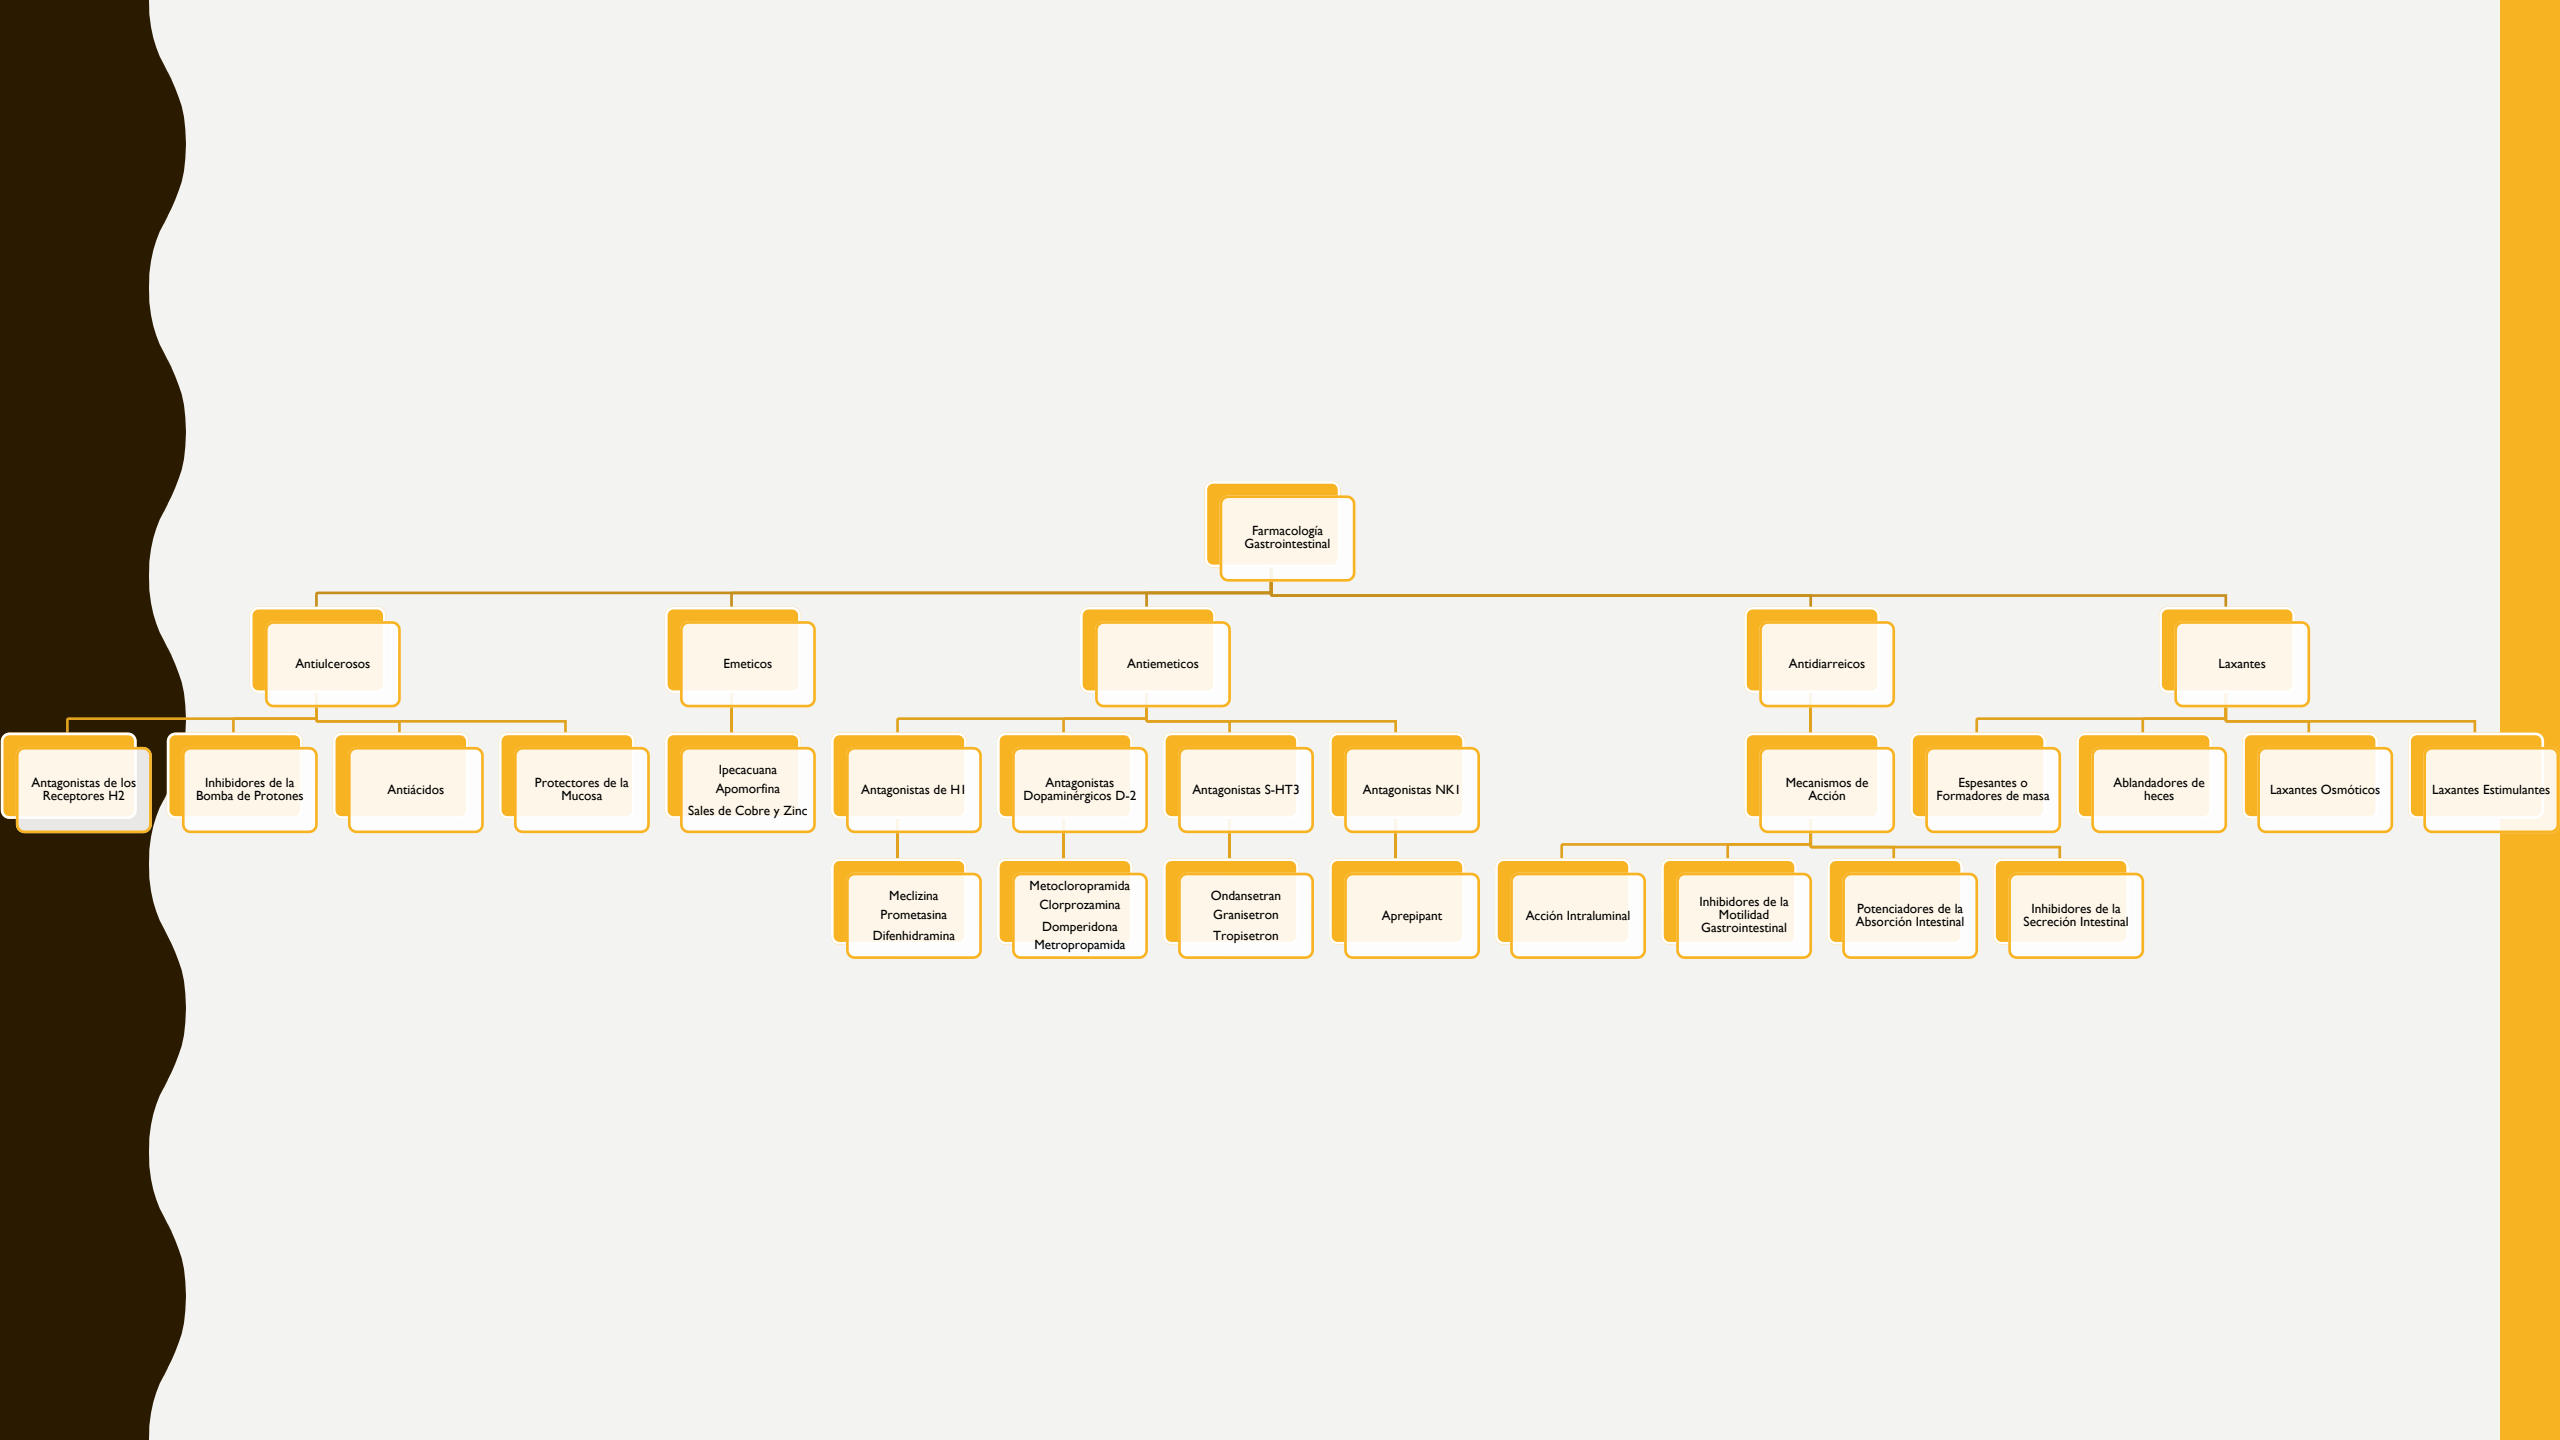 Farmacología
Gastrointestinal
Antiulcerosos
Emeticos
Antiemeticos
Antidiarreicos
Laxantes
Antagonistas de los
Receptores H2
Inhibidores de la
Bomba de Protones
Antiácidos
Protectores de la
Mucosa
Ipecacuana
Apomorfina
Sales de Cobre y Zinc
Antagonistas de H1
Antagonistas
Dopaminérgicos D-2
Antagonistas S-HT3
Antagonistas NK1
Mecanismos de
Acción
Espesantes o
Formadores de masa
Ablandadores de
heces
Laxantes Osmóticos
Laxantes Estimulantes
Meclizina
Prometasina
Difenhidramina
Metocloropramida
Clorprozamina
Domperidona
Metropropamida
Ondansetran
Granisetron
Tropisetron
Aprepipant
Acción Intraluminal
Inhibidores de la
Motilidad
Gastrointestinal
Potenciadores de la
Absorción Intestinal
Inhibidores de la
Secreción Intestinal